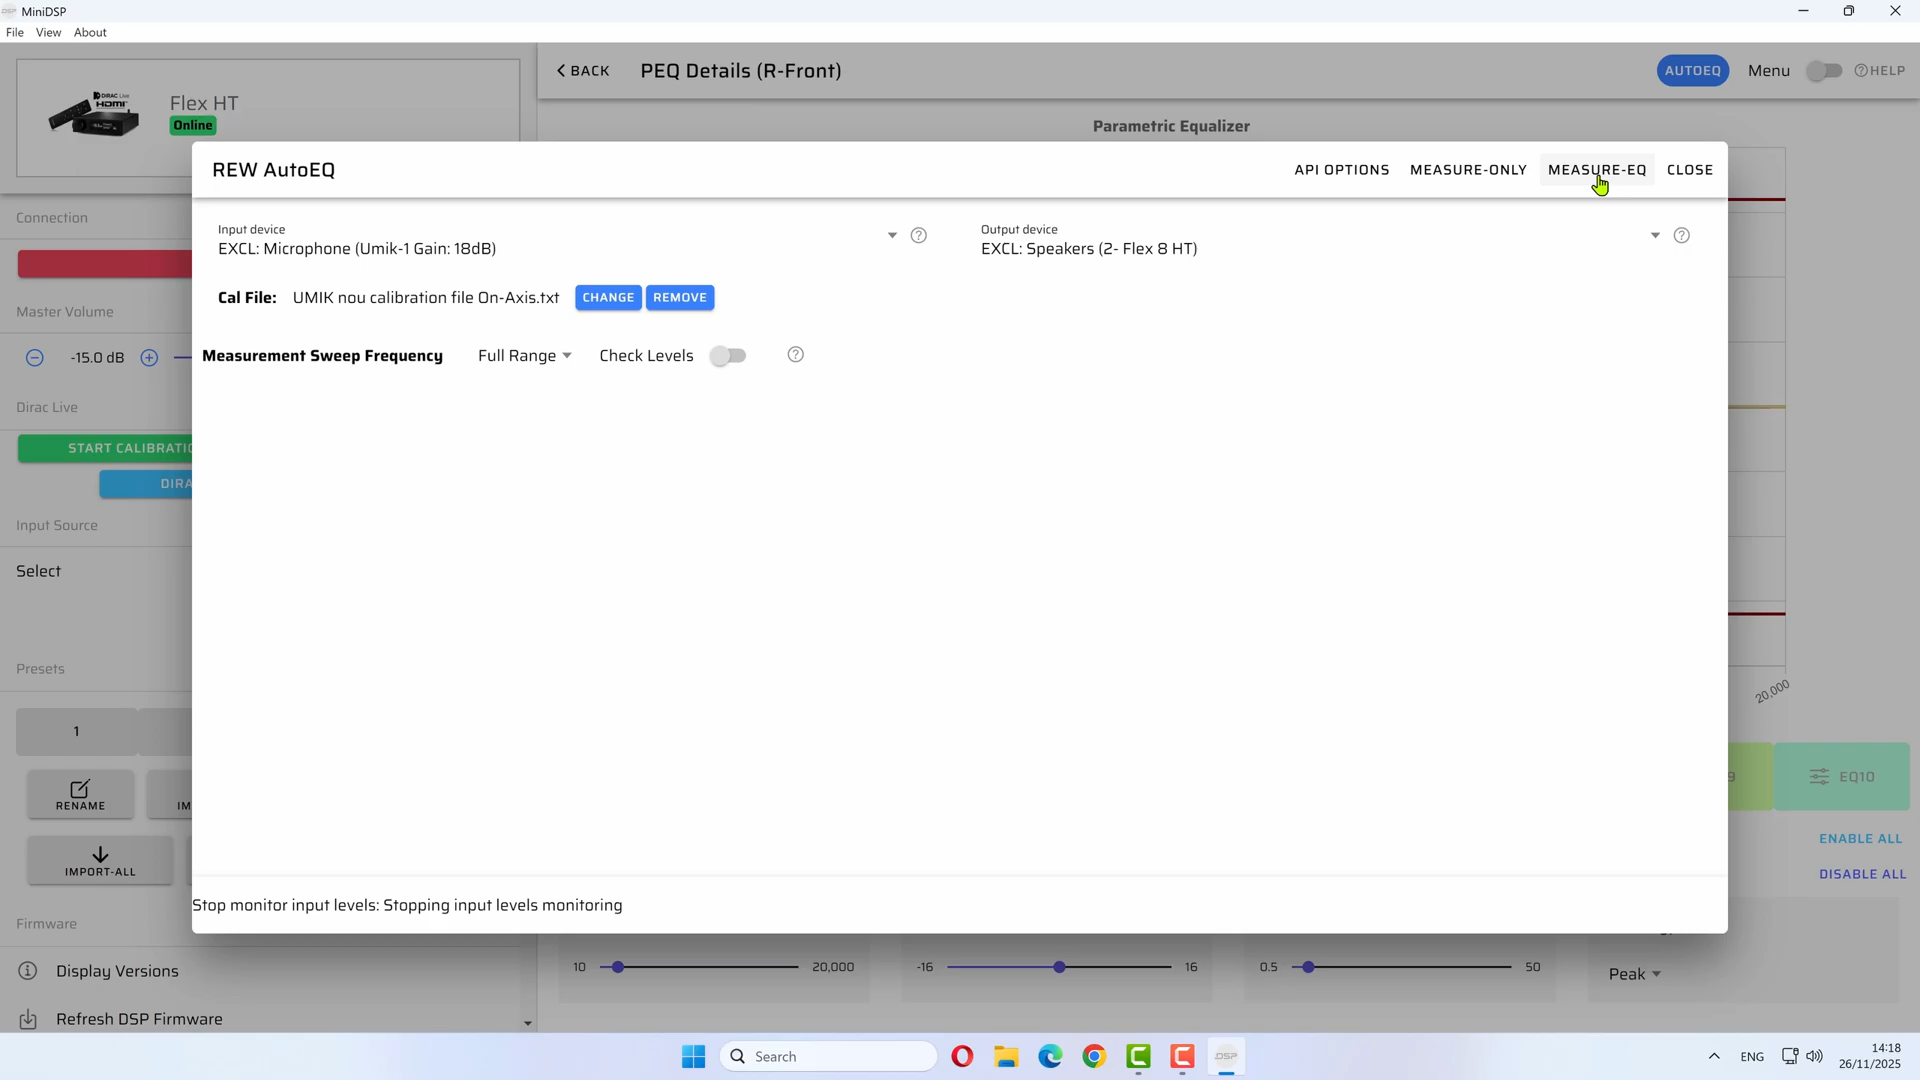 MiniDSP
File View About
Flex HT
Online
BACK
PEQ Details (R-Front)
AUTOEQ
Menu
HELP
Parametric Equalizer
REW AutoEQ
API OPTIONS
MEASURE-ONLY
MEASURE-EQ
CLOSE
Connection
Input device
EXCL: Microphone (Umik-1 Gain: 18dB)
Output device
EXCL: Speakers (2- Flex 8 HT)
Cal File: UMIK nou calibration file On-Axis.txt
CHANGE
REMOVE
Master Volume
-15.0 dB
Measurement Sweep Frequency
Full Range
Check Levels
Dirac Live
START CALIBRATIO
DIRA
Input Source
Select
Presets
1
RENAME
IM
IMPORT-ALL
20,000
9
EQ10
ENABLE ALL
DISABLE ALL
Stop monitor input levels: Stopping input levels monitoring
Firmware
Display Versions
Refresh DSP Firmware
10
20,000
-16
16
0.5
50
Peak
Search
DSP
ENG
14:18
26/11/2025